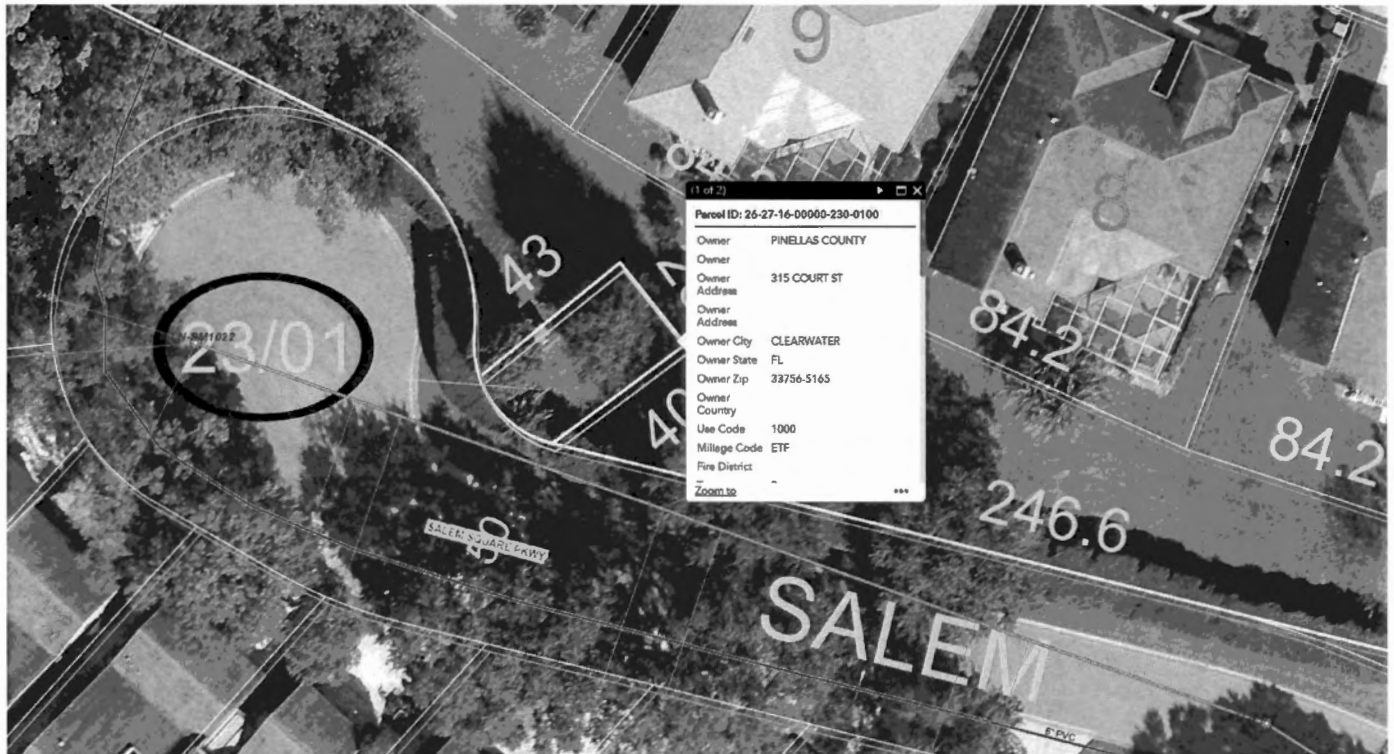 9
(1 of 2)
Parcel ID: 26-27-16-00000-230-0100
Owner PINELLAS COUNTY
Owner
Owner Address 315 COURT ST
Owner Address
Owner City CLEARWATER
Owner State FL
Owner Zip 33756-5165
Owner Country
Use Code 1000
Millage Code ETF
Fire District
Zoom to
8
43
84.2
23/01
40
84.2
246.6
SALEM SQUARE PKWY
SALEM
6" PVC